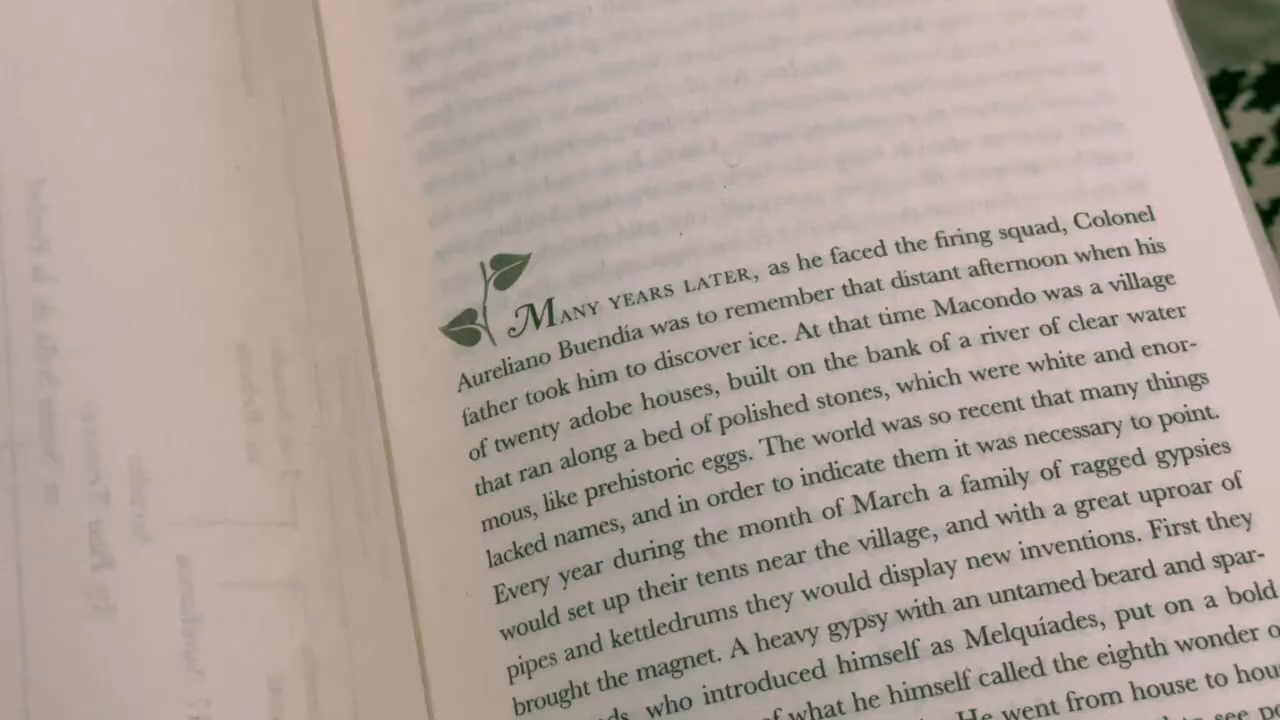 MANY YEARS LATER, as he faced the firing squad, Colonel
Aureliano Buendía was to remember that distant afternoon when his
father took him to discover ice. At that time Macondo was a village
of twenty adobe houses, built on the bank of a river of clear water
that ran along a bed of polished stones, which were white and enor-
mous, like prehistoric eggs. The world was so recent that many things
lacked names, and in order to indicate them it was necessary to point.
Every year during the month of March a family of ragged gypsies
would set up their tents near the village, and with a great uproar of
pipes and kettledrums they would display new inventions. First they
brought the magnet. A heavy gypsy with an untamed beard and spar-
who introduced himself as Melquíades, put on a bold
what he himself called the eighth wonder
He went from house to
see